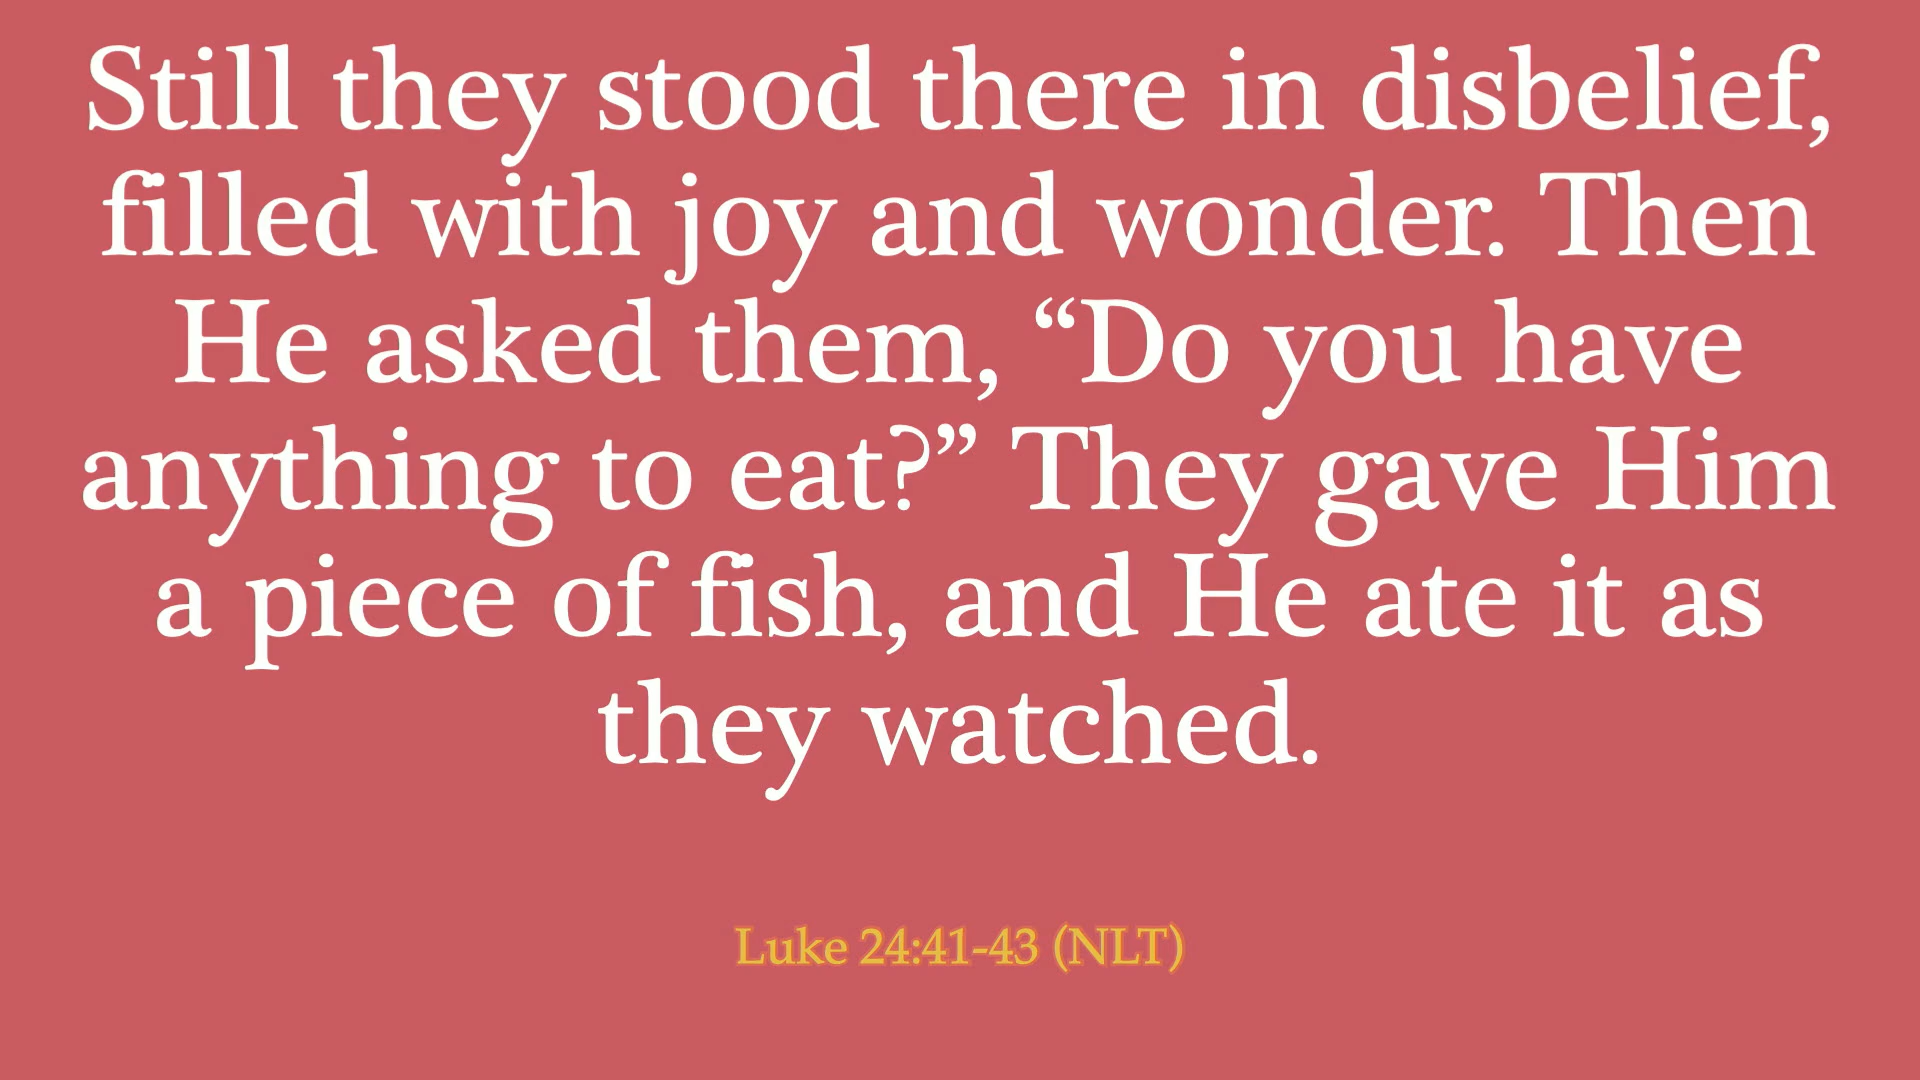 Still they stood there in disbelief,
filled with joy and wonder. Then
He asked them, “Do you have
anything to eat?” They gave Him
a piece of fish, and He ate it as
they watched.
Luke 24:41-43 (NLT)